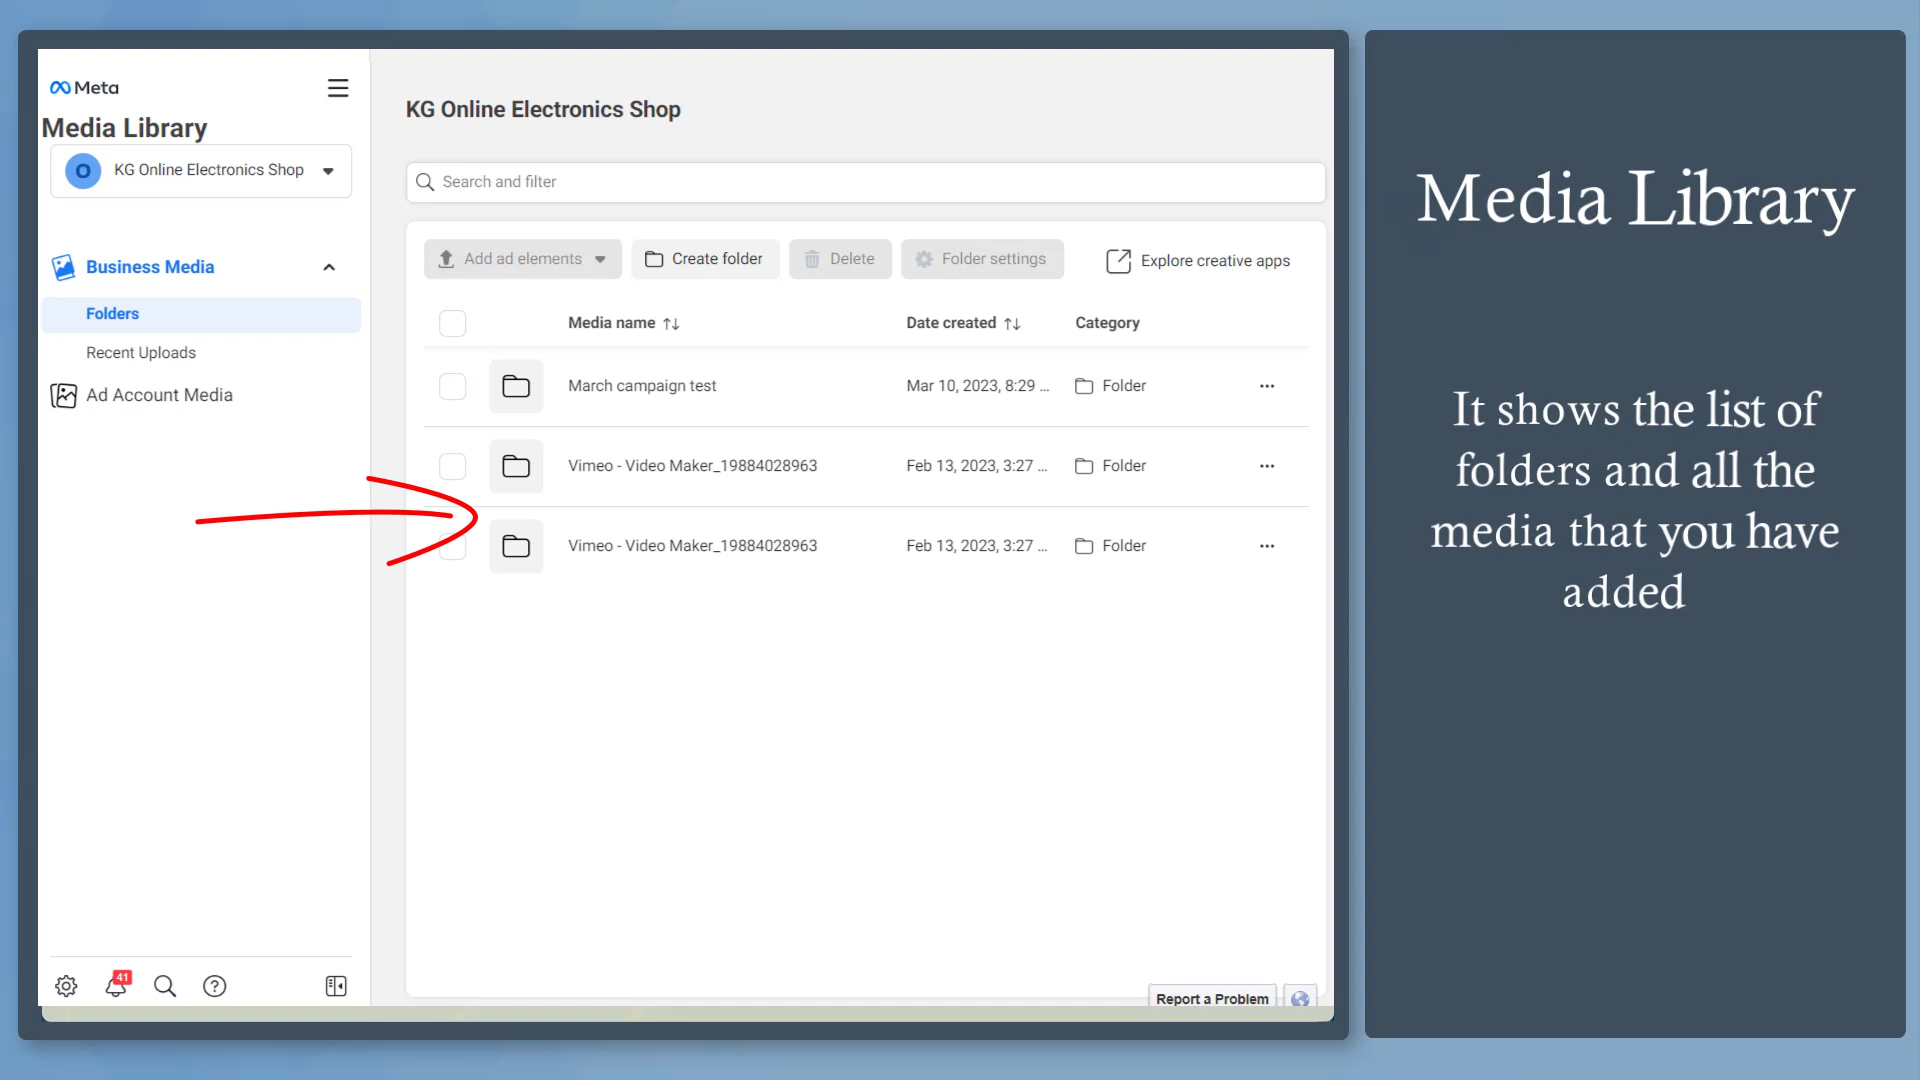 Meta
Media Library
O
KG Online Electronics Shop
Business Media
Folders
Recent Uploads
Ad Account Media
41
KG Online Electronics Shop
Search and filter
Add ad elements
Create folder
Delete
Folder settings
Explore creative apps
Media name
Date created
Category
March campaign test
Mar 10, 2023, 8:29 ...
Folder
Vimeo - Video Maker_19884028963
Feb 13, 2023, 3:27 ...
Folder
Vimeo - Video Maker_19884028963
Feb 13, 2023, 3:27 ...
Folder
Report a Problem
Media Library
It shows the list of
folders and all the
media that you have
added